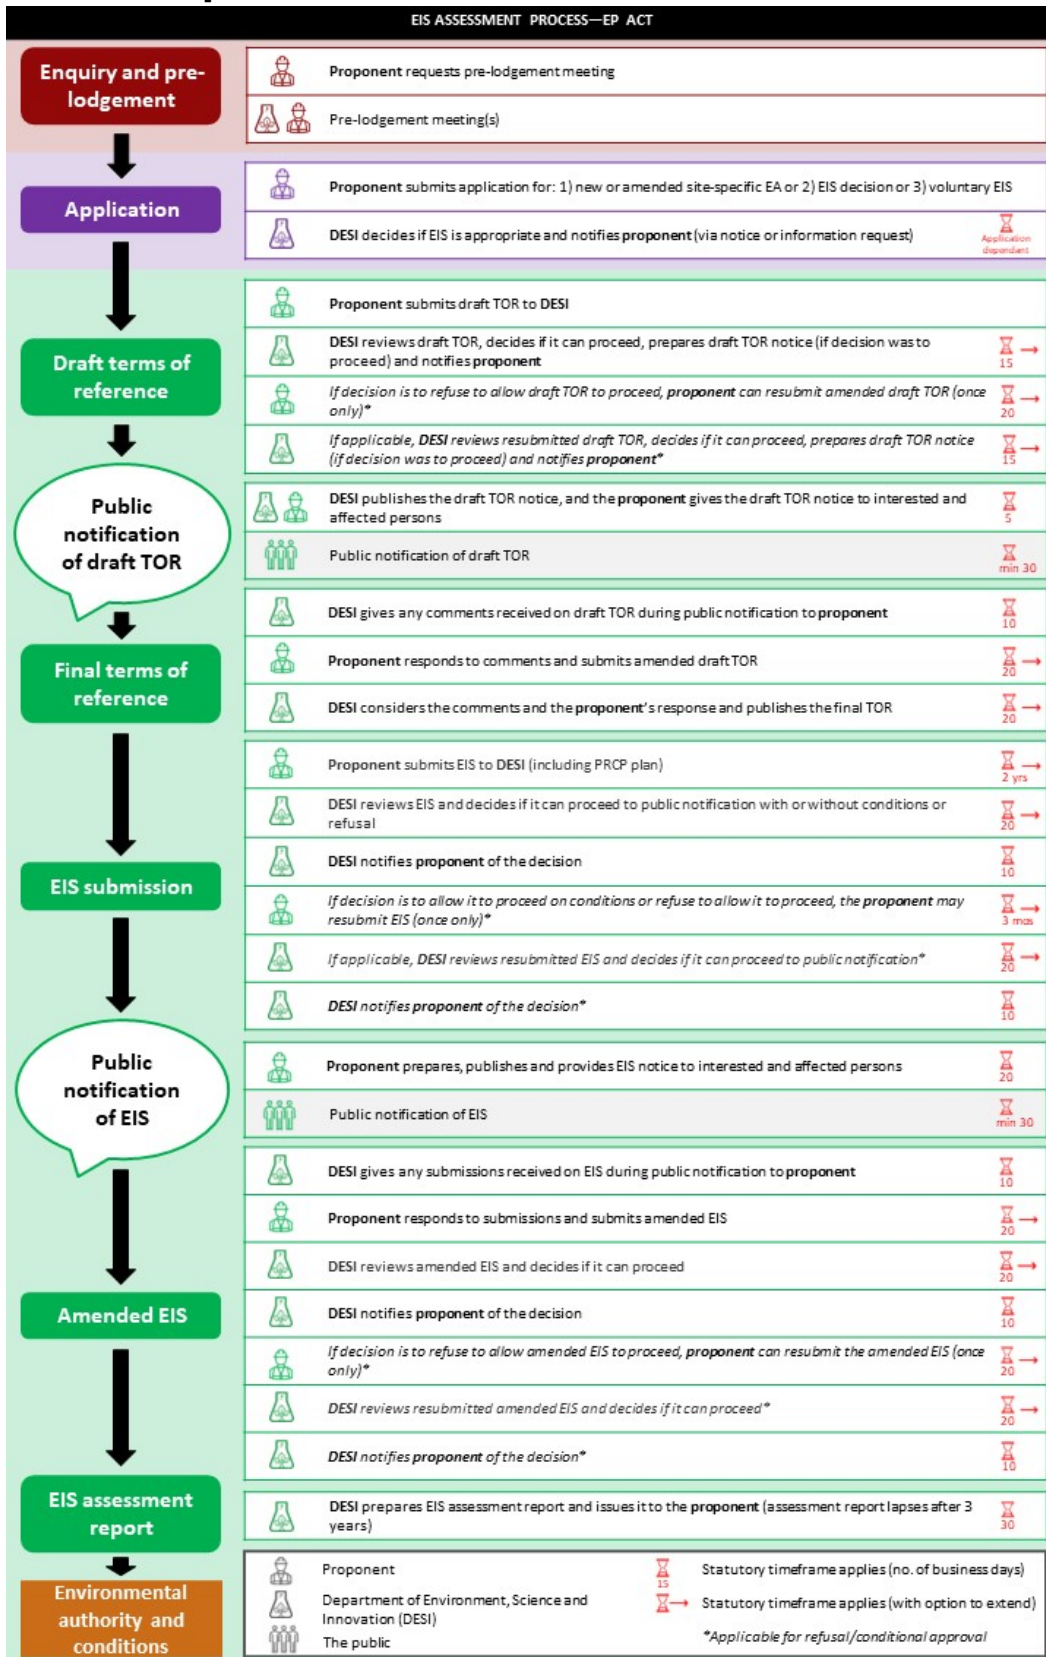 EIS ASSESSMENT PROCESS—EP ACT
Enquiry and pre-
lodgement
Proponent requests pre-lodgement meeting
Pre-lodgement meeting(s)
Application
Proponent submits application for: 1) new or amended site-specific EA or 2) EIS decision or 3) voluntary EIS
DESI decides if EIS is appropriate and notifies proponent (via notice or information request)
Application
dependant
Draft terms of
reference
Proponent submits draft TOR to DESI
DESI reviews draft TOR, decides if it can proceed, prepares draft TOR notice (if decision was to
proceed) and notifies proponent
15
If decision is to refuse to allow draft TOR to proceed, proponent can resubmit amended draft TOR (once
only)*
20
If applicable, DESI reviews resubmitted draft TOR, decides if it can proceed, prepares draft TOR notice
(if decision was to proceed) and notifies proponent*
15
Public
notification
of draft TOR
DESI publishes the draft TOR notice, and the proponent gives the draft TOR notice to interested and
affected persons
5
Public notification of draft TOR
min 30
Final terms of
reference
DESI gives any comments received on draft TOR during public notification to proponent
10
Proponent responds to comments and submits amended draft TOR
20
DESI considers the comments and the proponent's response and publishes the final TOR
20
EIS submission
Proponent submits EIS to DESI (including PRCP plan)
2 yrs
DESI reviews EIS and decides if it can proceed to public notification with or without conditions or
refusal
20
DESI notifies proponent of the decision
10
If decision is to allow it to proceed on conditions or refuse to allow it to proceed, the proponent may
resubmit EIS (once only)*
3 mos
If applicable, DESI reviews resubmitted EIS and decides if it can proceed to public notification*
20
DESI notifies proponent of the decision*
10
Public
notification
of EIS
Proponent prepares, publishes and provides EIS notice to interested and affected persons
20
Public notification of EIS
min 30
Amended EIS
DESI gives any submissions received on EIS during public notification to proponent
10
Proponent responds to submissions and submits amended EIS
20
DESI reviews amended EIS and decides if it can proceed
20
DESI notifies proponent of the decision
10
If decision is to refuse to allow amended EIS to proceed, proponent can resubmit the amended EIS (once
only)*
20
DESI reviews resubmitted amended EIS and decides if it can proceed*
20
DESI notifies proponent of the decision*
10
EIS assessment
report
DESI prepares EIS assessment report and issues it to the proponent (assessment report lapses after 3
years)
30
Environmental
authority and
conditions
Proponent
Department of Environment, Science and
Innovation (DESI)
The public
15
Statutory timeframe applies (no. of business days)
Statutory timeframe applies (with option to extend)
*Applicable for refusal/conditional approval